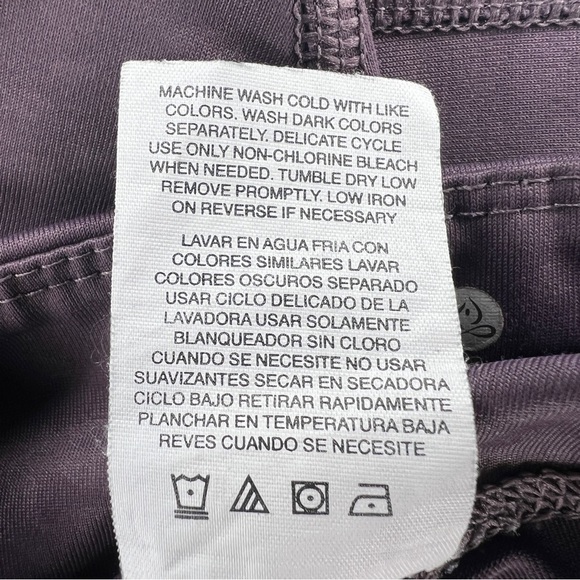 MACHINE WASH COLD WITH LIKE
COLORS. WASH DARK COLORS
SEPARATELY. DELICATE CYCLE
USE ONLY NON-CHLORINE BLEACH
WHEN NEEDED. TUMBLE DRY LOW
REMOVE PROMPTLY. LOW IRON
ON REVERSE IF NECESSARY
LAVAR EN AGUA FRIA CON
COLORES SIMILARES LAVAR
COLORES OSCUROS SEPARADO
USAR CICLO DELICADO DE LA
LAVADORA USAR SOLAMENTE
BLANQUEADOR SIN CLORO
CUANDO SE NECESITE NO USAR
SUAVIZANTES SECAR EN SECADORA
CICLO BAJO RETIRAR RAPIDAMENTE
PLANCHAR EN TEMPERATURA BAJA
REVES CUANDO SE NECESITE